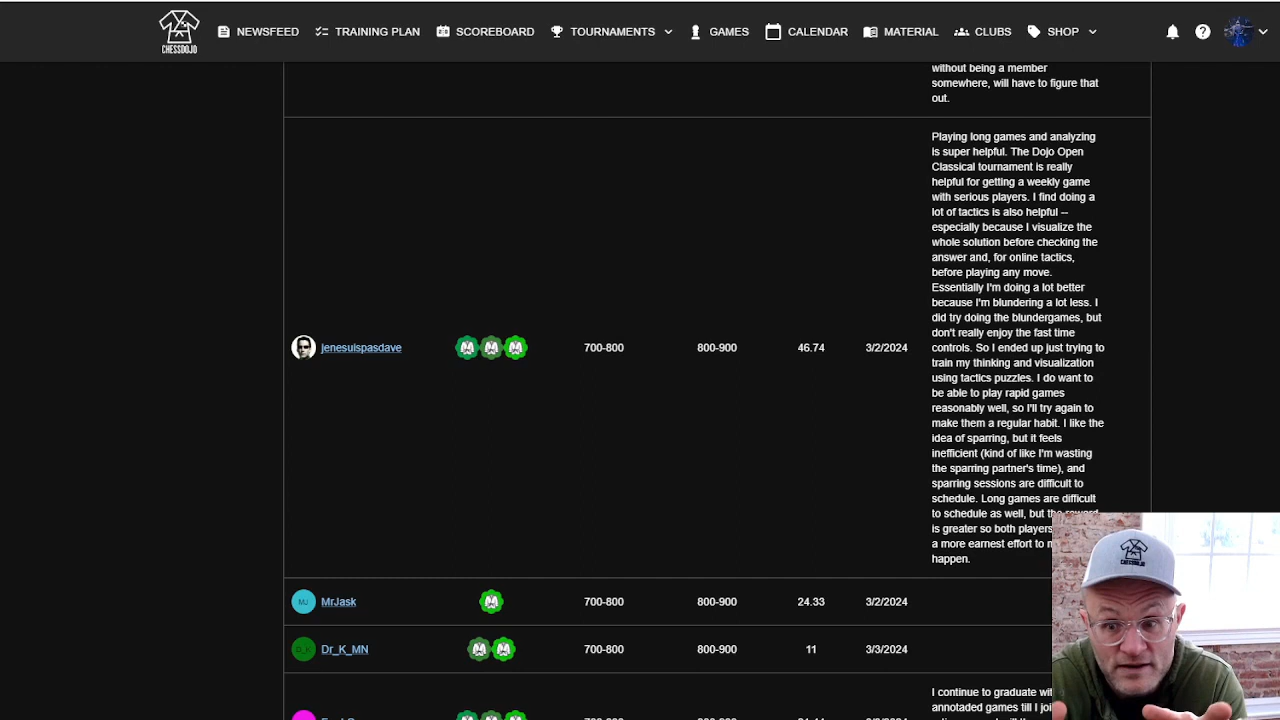 NEWSFEED TRAINING PLAN SCOREBOARD TOURNAMENTS GAMES CALENDAR MATERIAL CLUBS SHOP
CHESSDOJO
without being a member
somewhere, will have to figure that
out.
Playing long games and analyzing
is super helpful. The Dojo Open
Classical tournament is really
helpful for getting a weekly game
with serious players. I find doing a
lot of tactics is also helpful --
especially because I visualize the
whole solution before checking the
answer and, for online tactics,
before playing any move.
Essentially I'm doing a lot better
because I'm blundering a lot less. I
did try doing the blundergames, but
don't really enjoy the fast time
controls. So I ended up just trying to
train my thinking and visualization
using tactics puzzles. I do want to
be able to play rapid games
reasonably well, so I'll try again to
make them a regular habit. I like the
idea of sparring, but it feels
inefficient (kind of like I'm wasting
the sparring partner's time), and
sparring sessions are difficult to
schedule. Long games are difficult
to schedule as well, but the
is greater so both players
a more earnest effort to
happen.
jenesuispasdave 700-800 800-900 46.74 3/2/2024
MJ MrJask 700-800 800-900 24.33 3/2/2024
D_K Dr_K_MN 700-800 800-900 11 3/3/2024
I continue to graduate
annotaded games till I
CHESSDOJO